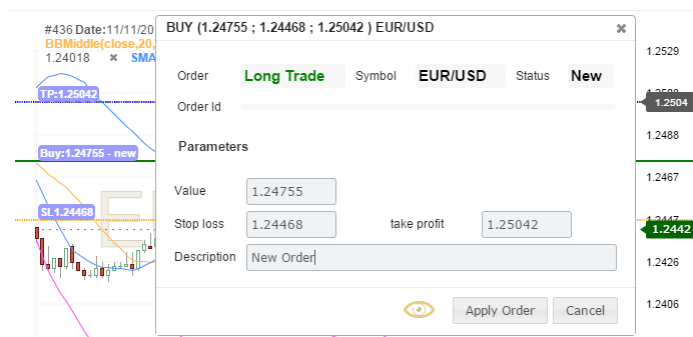 #436 Date:11/11/20
BBMiddle(close,20,
1.24018 × SMA
TP:1.25042
Buy:1.24755 - new
SL1.24468
BUY (1.24755 ; 1.24468 ; 1.25042 ) EUR/USD ×
Order Long Trade Symbol EUR/USD Status New
Order Id
Parameters
Value 1.24755
Stop loss 1.24468 take profit 1.25042
Description New Order
Apply Order Cancel
1.2529
1.2504
1.2488
1.2467
1.2447
1.2442
1.2426
1.2406